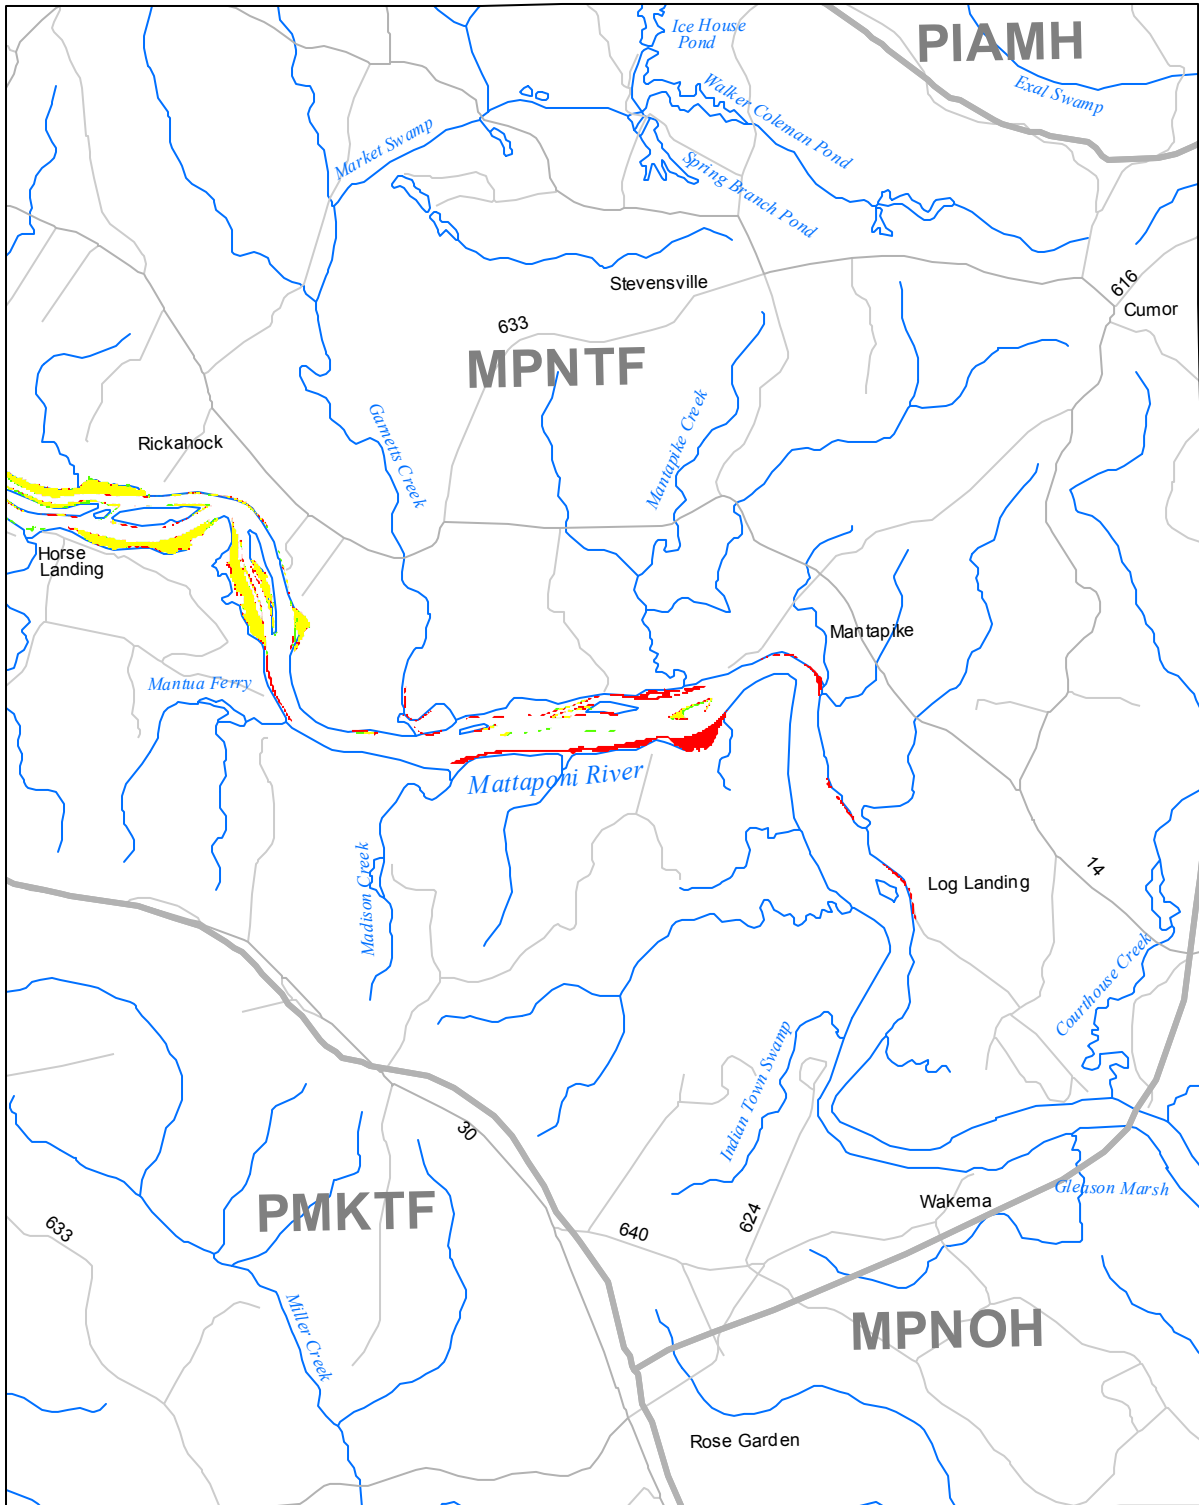 Ice House
Pond
PIAMH
Exal Swamp
Walker Coleman Pond
Market Swamp
Spring Branch Pond
Stevensville
616
Cumor
633
MPNTF
Garnetts Creek
Mantapike Creek
Rickahock
Horse
Landing
Mantapike
Mantua Ferry
Mattaponi River
Madison Creek
Log Landing
14
Courthouse Creek
Indian Town Swamp
30
Gleason Marsh
Wakema
PMKTF
633
640
624
Miller Creek
MPNOH
Rose Garden